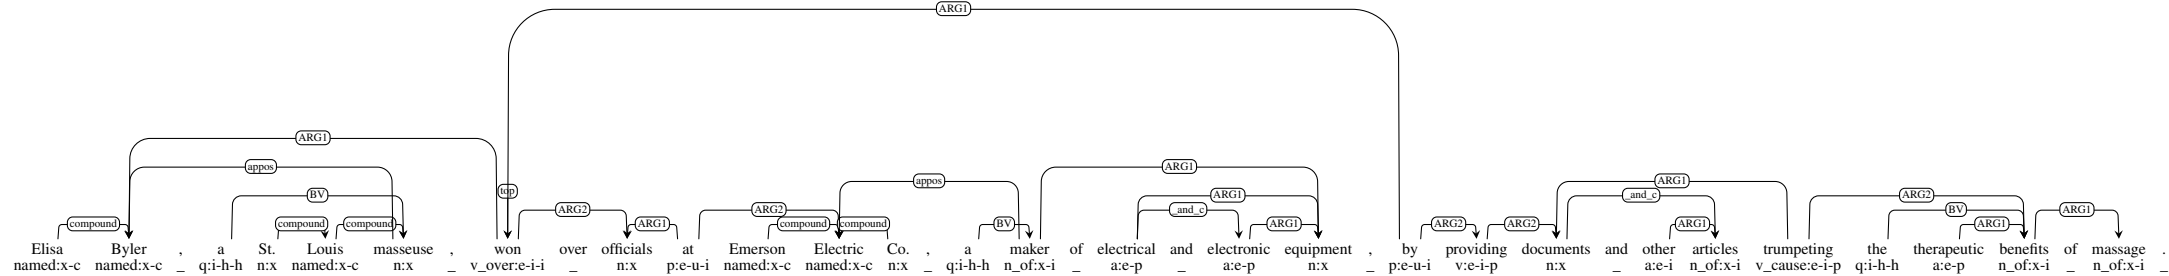 ARG1
ARG1
appos ARG1
appos ARG1
BV top ARG1 _and_c ARG2
ARG2 ARG2 _and_c BV
compound compound compound ARG1 compound compound BV ARG1 ARG2 ARG2 ARG1 ARG1 ARG1
Elisa Byler , a St. Louis masseuse , won over officials at Emerson Electric Co. , a maker of electrical and electronic equipment , by providing documents and other articles trumpeting the therapeutic benefits of massage .
named:x-c named:x-c _ q:i-h-h n:x named:x-c n:x _ v_over:e-i-i _ n:x p:e-u-i named:x-c named:x-c n:x _ q:i-h-h n_of:x-i _ a:e-p _ a:e-p n:x _ p:e-u-i v:e-i-p n:x _ a:e-i n_of:x-i v_cause:e-i-p q:i-h-h a:e-p n_of:x-i _ n_of:x-i _